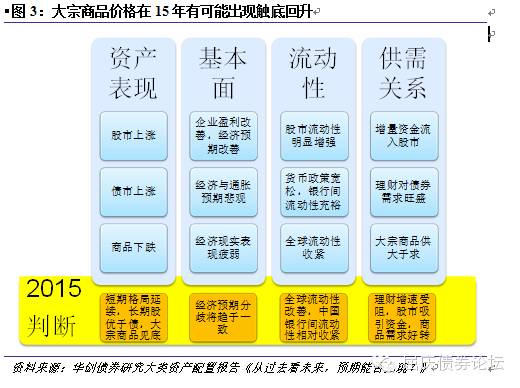 图 3：大宗商品价格在 15 年有可能出现触底回升
资产
表现
基本
面
流动
性
供需
关系
股市上涨
企业盈利改
善，经济预
期改善
股市流动性
明显增强
增量资金流
入股市
债市上涨
经济与通胀
预期悲观
货币政策宽
松，银行间
流动性充裕
理财对债券
需求旺盛
商品下跌
经济现实表
现疲弱
全球流动性
收紧
大宗商品供
大于求
2015
判断
短期格局延
续，长期股
优于债，大
宗商品见底
经济预期分
歧将趋于一
致
全球流动性
改善，中国
银行间流动
性相对收紧
理财增速受
阻，股市吸
引资金，商
品需求好转
资料来源：华创债券研究大类资产配置报告《从过去看未来，预期能否
债券论坛